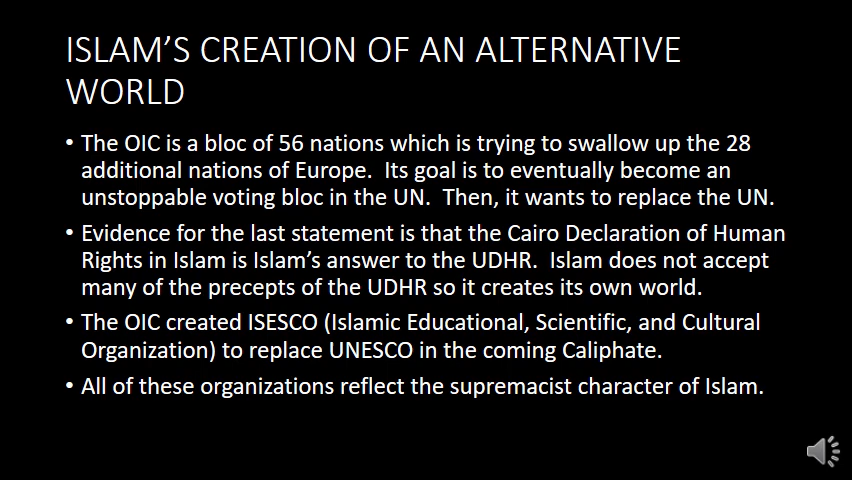 ISLAM'S CREATION OF AN ALTERNATIVE
WORLD
• The OIC is a bloc of 56 nations which is trying to swallow up the 28
additional nations of Europe.  Its goal is to eventually become an
unstoppable voting bloc in the UN.  Then, it wants to replace the UN.
• Evidence for the last statement is that the Cairo Declaration of Human
Rights in Islam is Islam's answer to the UDHR.  Islam does not accept
many of the precepts of the UDHR so it creates its own world.
• The OIC created ISESCO (Islamic Educational, Scientific, and Cultural
Organization) to replace UNESCO in the coming Caliphate.
• All of these organizations reflect the supremacist character of Islam.